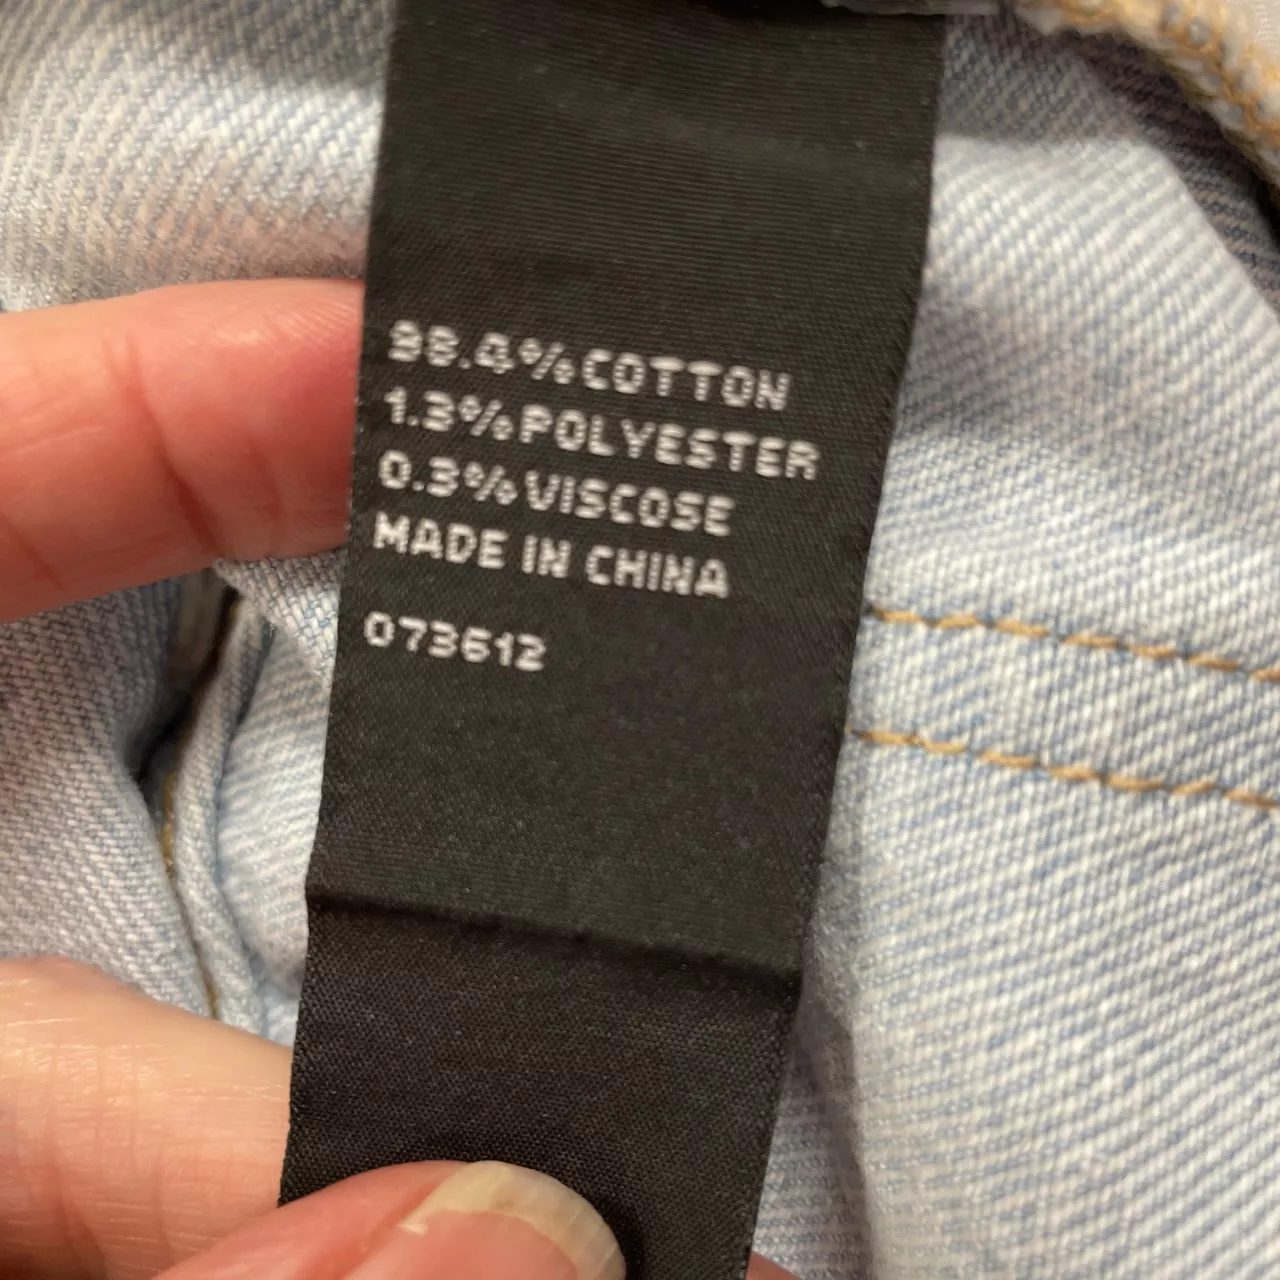 98.4% COTTON
1.3% POLYESTER
0.3% VISCOSE
MADE IN CHINA
073612